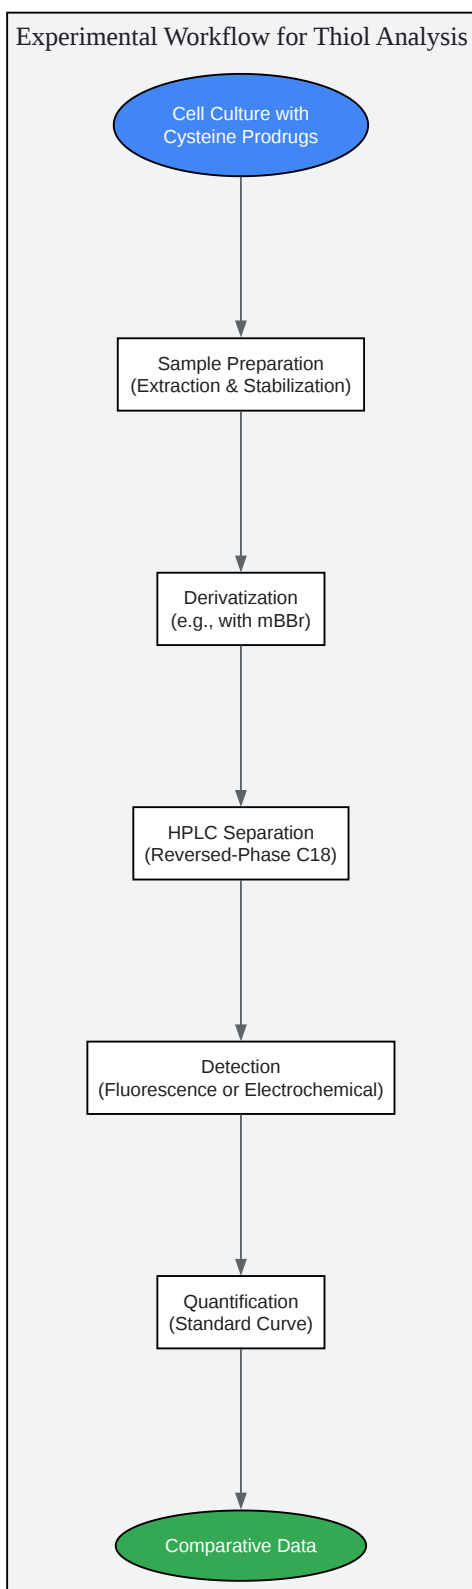 Experimental Workflow for Thiol Analysis
Cell Culture with
Cysteine Prodrugs
Sample Preparation
(Extraction & Stabilization)
Derivatization
(e.g., with mBBr)
HPLC Separation
(Reversed-Phase C18)
Detection
(Fluorescence or Electrochemical)
Quantification
(Standard Curve)
Comparative Data